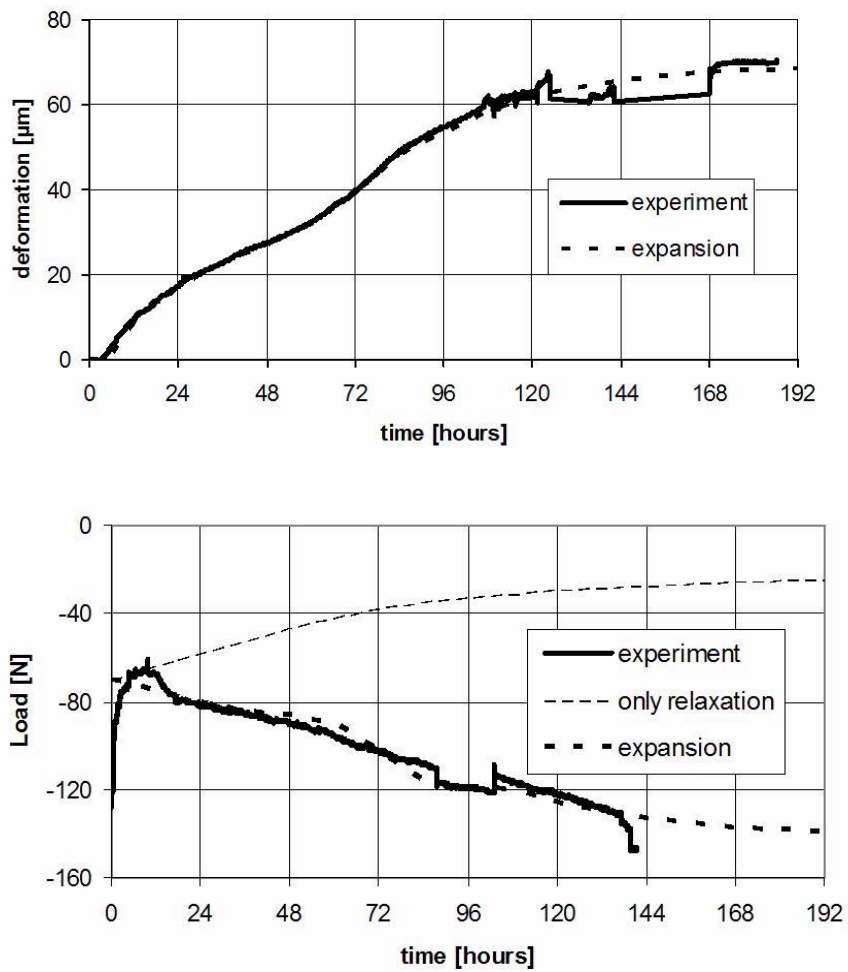 80
60
40
20
0
deformation [µm]
experiment
expansion
0 24 48 72 96 120 144 168 192
time [hours]
0
-40
-80
-120
-160
Load [N]
experiment
only relaxation
expansion
0 24 48 72 96 120 144 168 192
time [hours]